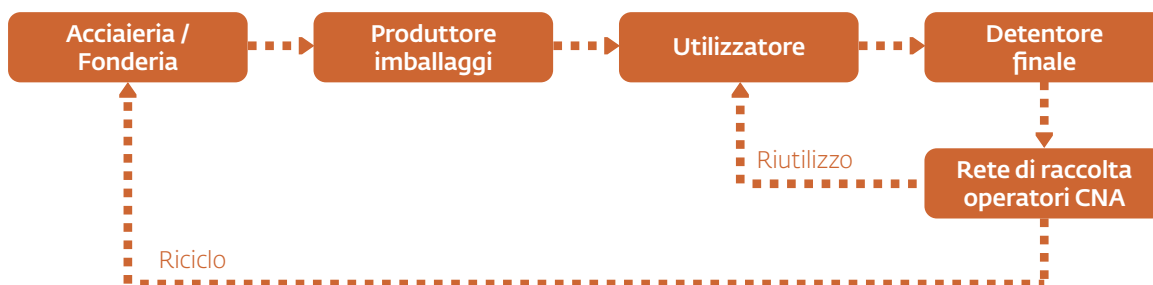 Acciaieria /
Fonderia
Produttore
imballaggi
Utilizzatore
Detentore
finale
Riutilizzo
Rete di raccolta
operatori CNA
Riciclo